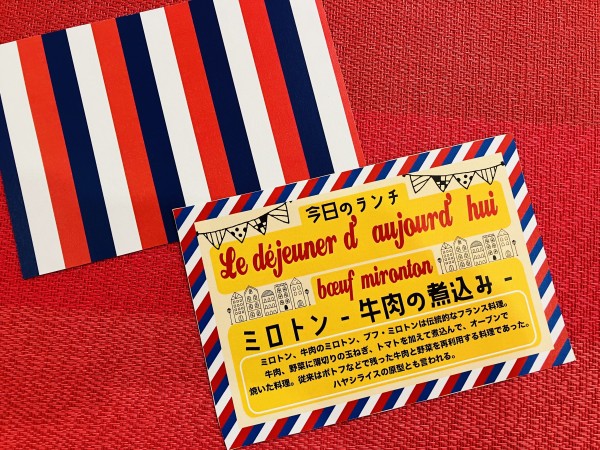 今日のランチ
Le déjeuner d'aujourd'hui
bœuf mironton
ミロトン - 牛肉の煮込み -
ミロトン、牛肉のミロトン、ブフ・ミロトンは伝統的なフランス料理。
牛肉、野菜に薄切りの玉ねぎ、トマトを加えて煮込んで、オーブンで
焼いた料理。従来はポトフなどで残った牛肉と野菜を再利用する料理であった。
ハヤシライスの原型とも言われる。